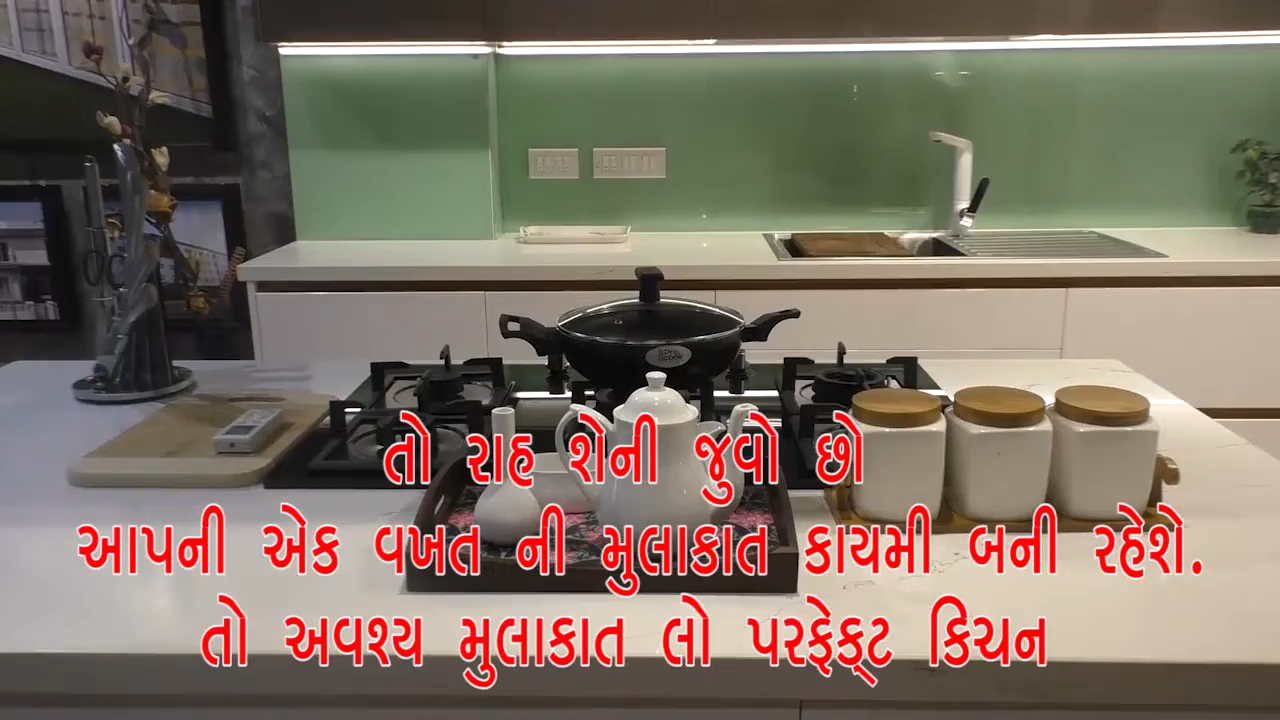 તો રાહ શેની જુવો છો
આપની એક વખત ની મુલાકાત કાયમી બની રહેશે.
તો અવશ્ય મુલાકાત લો પરફેક્ટ કિચન